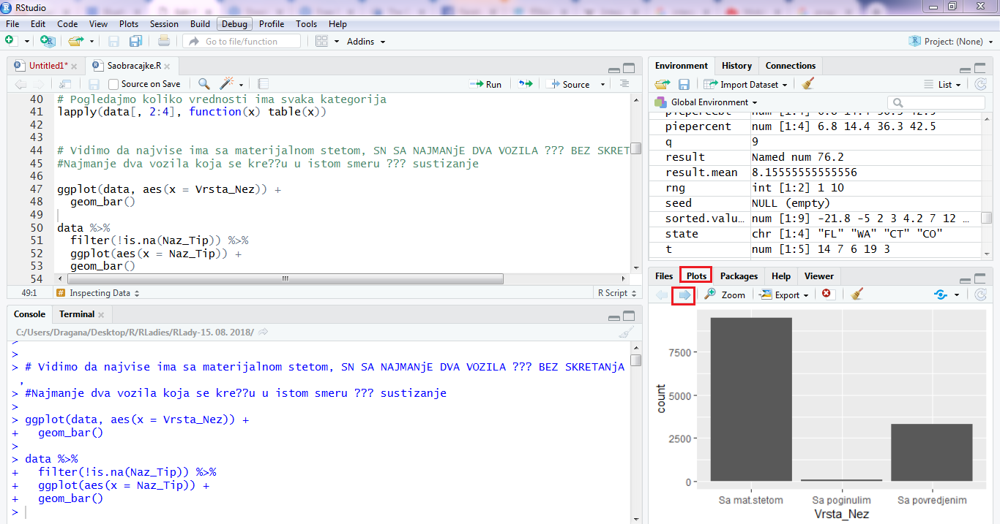 RStudio
File Edit Code View Plots Session Build Debug Profile Tools Help
Go to file/function Addins Project: (None)
Untitled1* Saobracajke.R
Source on Save Run Source
40 # Pogledajmo koliko vrednosti ima svaka kategorija
41 lapply(data[, 2:4], function(x) table(x))
42
43
44 # Vidimo da najvise ima sa materijalnom stetom, SN SA NAJMANjE DVA VOZILA ??? BEZ SKRET
45 #Najmanje dva vozila koja se kre??u u istom smeru ??? sustizanje
46
47 ggplot(data, aes(x = Vrsta_Nez)) +
48 geom_bar()
49
50 data %>%
51 filter(!is.na(Naz_Tip)) %>%
52 ggplot(aes(x = Naz_Tip)) +
53 geom_bar()
54
49:1 # Inspecting Data R Script
Console Terminal
C:/Users/Dragana/Desktop/R/RLadies/RLady-15. 08. 2018/
>
>
> # Vidimo da najvise ima sa materijalnom stetom, SN SA NAJMANjE DVA VOZILA ??? BEZ SKRETANjA
,
> #Najmanje dva vozila koja se kre??u u istom smeru ??? sustizanje
>
> ggplot(data, aes(x = Vrsta_Nez)) +
+ geom_bar()
>
> data %>%
+ filter(!is.na(Naz_Tip)) %>%
+ ggplot(aes(x = Naz_Tip)) +
+ geom_bar()
>
Environment History Connections
Import Dataset List
Global Environment
piepercent num [1:4] 6.8 14.4 36.3 42.5
q 9
result Named num 76.2
result.mean 8.15555555555556
rng int [1:2] 1 10
seed NULL (empty)
sorted.valu… num [1:9] -21.8 -5 2 3 4.2 7 12 …
state chr [1:4] "FL" "WA" "CT" "CO"
t num [1:5] 14 7 6 19 3
Files Plots Packages Help Viewer
Zoom Export
7500
5000
2500
0
count
Sa mat.stetom Sa poginulim Sa povredjenim
Vrsta_Nez